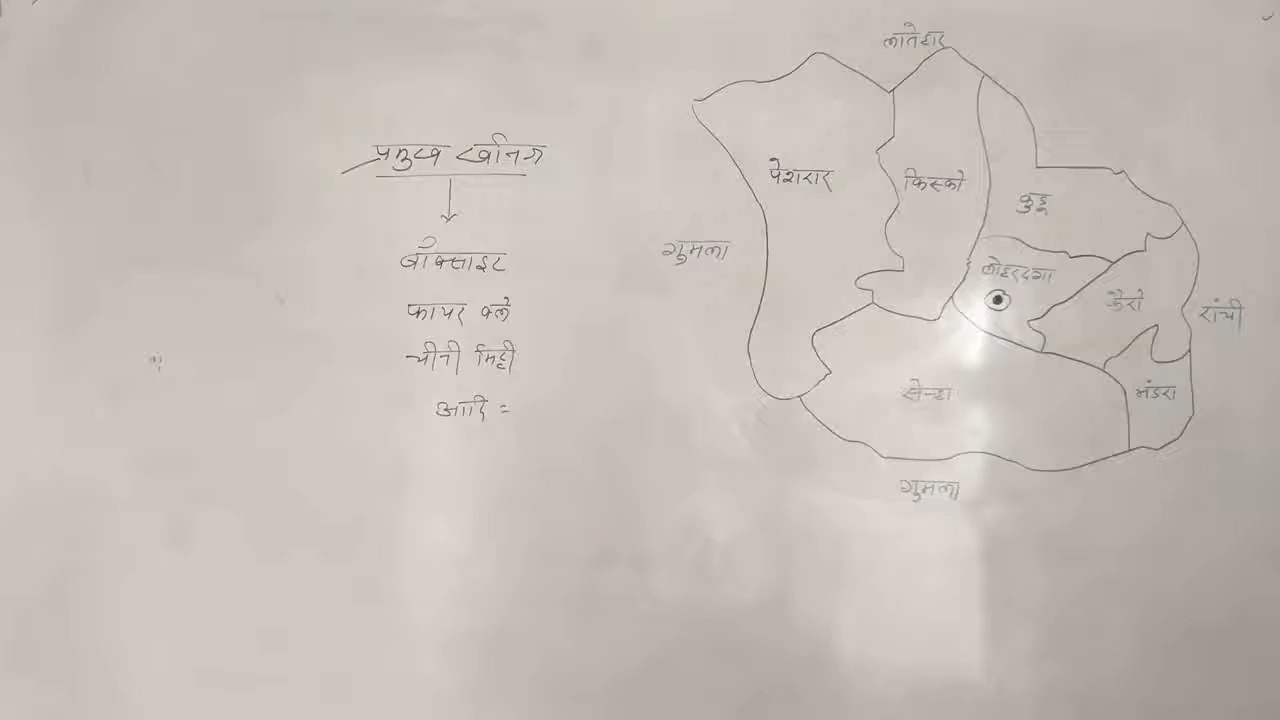 प्रमुख खनिज
बॉक्साइट
फायर क्ले
चीनी मिट्टी
आदि =
लातेहार
पेशरार
किस्को
कुडू
गुमला
लोहरदगा
कैरो
रांची
सेन्हा
भंडरा
गुमला